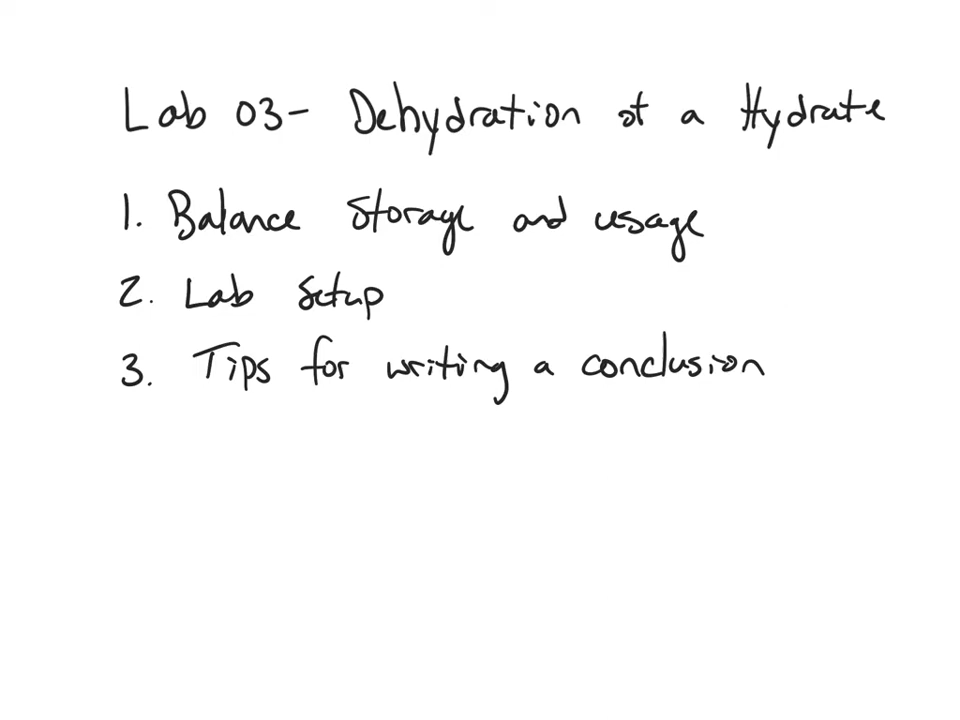 Lab 03- Dehydration of a Hydrate
1. Balance Storage and usage
2. Lab Setup
3. Tips for writing a conclusion